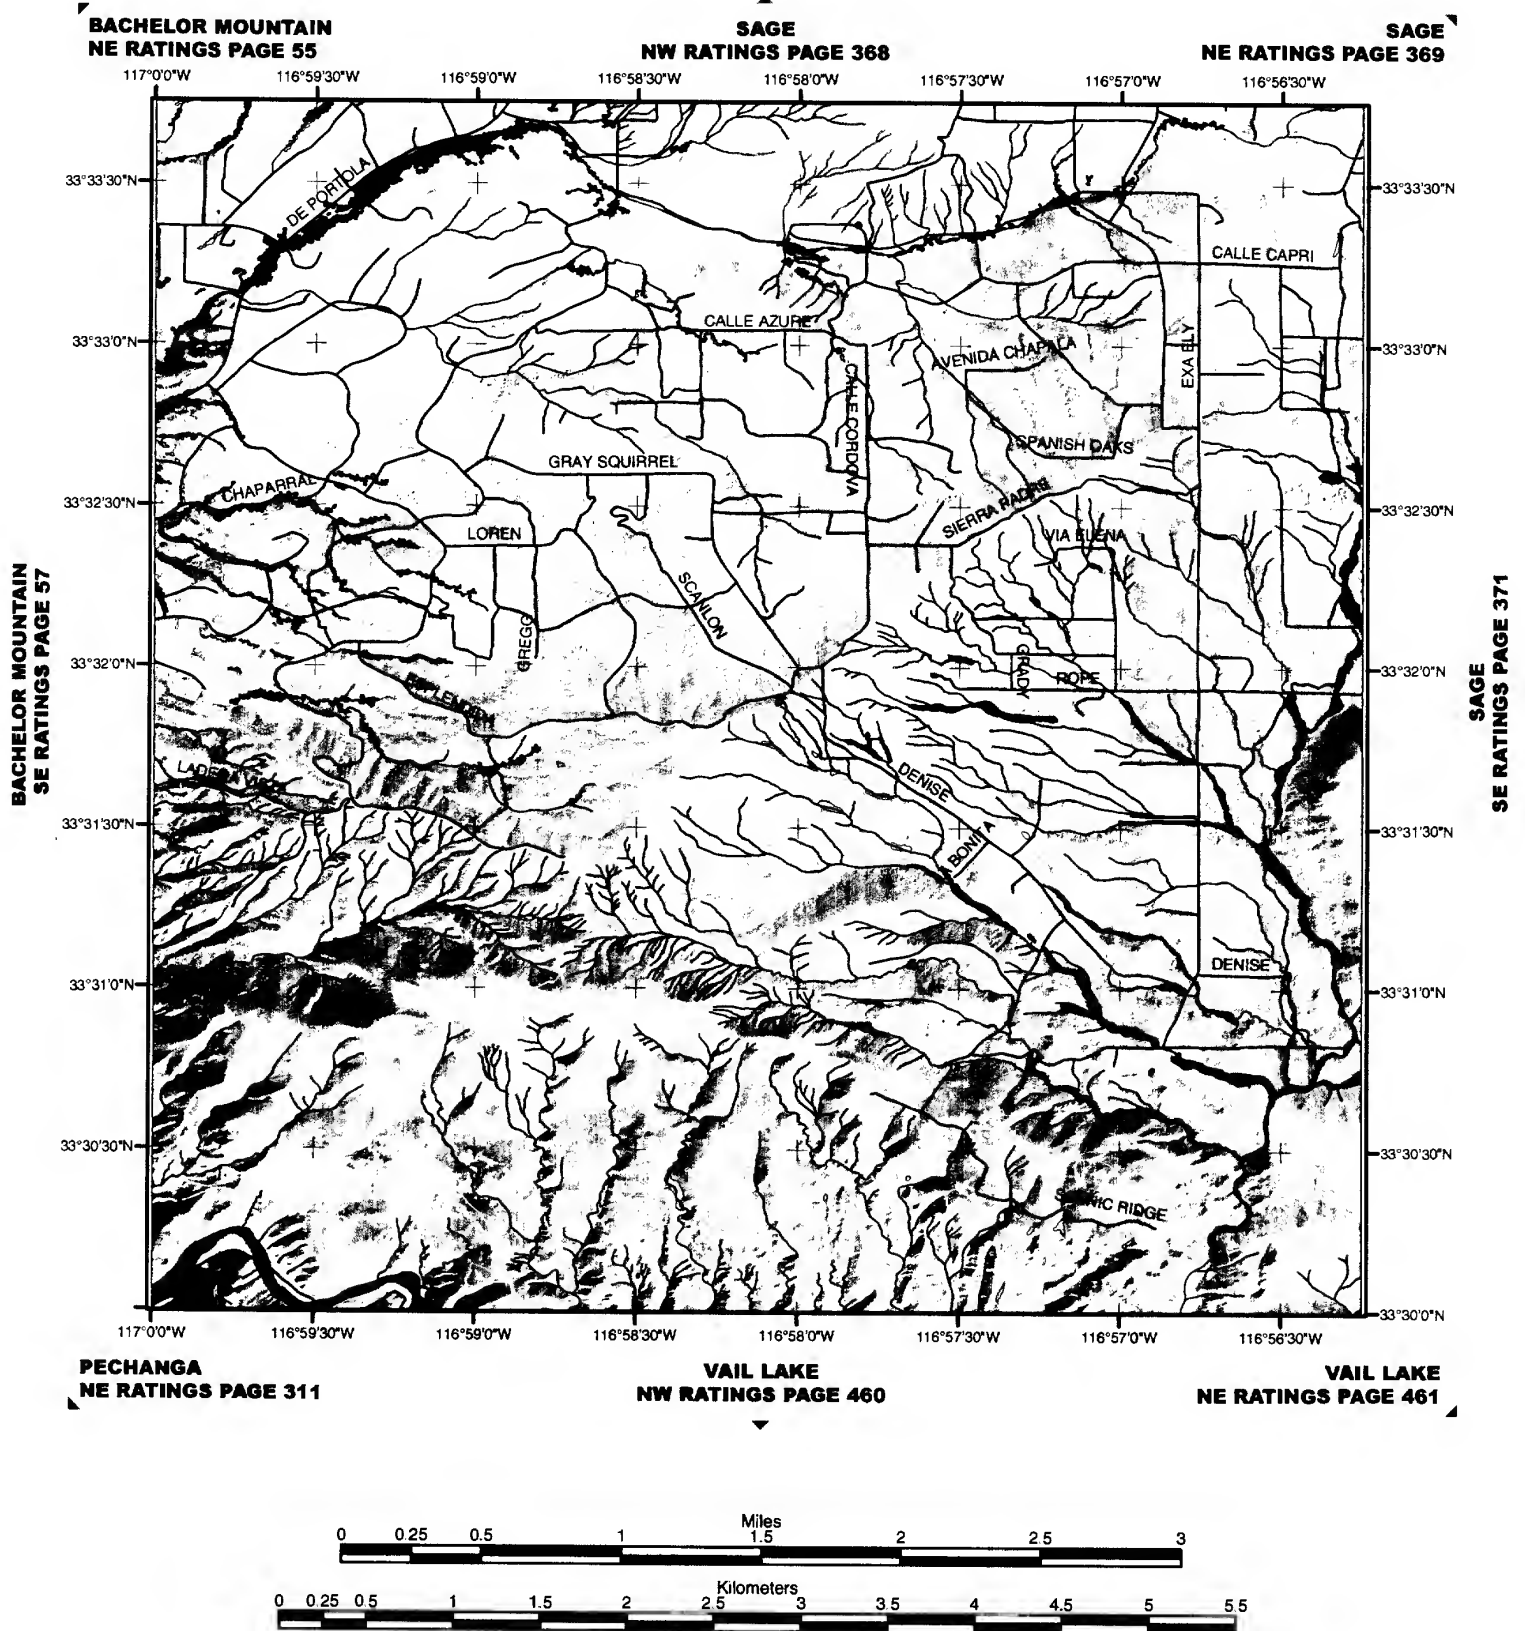 BACHELOR MOUNTAIN
NE RATINGS PAGE 55
SAGE
NW RATINGS PAGE 368
SAGE
NE RATINGS PAGE 369
117°0'0"W
116°59'30"W
116°59'0"W
116°58'30"W
116°58'0"W
116°57'30"W
116°57'0"W
116°56'30"W
33°33'30"N
33°33'30"N
DE PORTOLA
CALLE CAPRI
CALLE AZURE
33°33'0"N
33°33'0"N
AVENIDA CHAPALA
EXA ELY
CALLE CORDOVA
SPANISH OAKS
GRAY SQUIRREL
CHAPARRAL
33°32'30"N
33°32'30"N
SIERRA PADRE
LOREN
VIA ELENA
BACHELOR MOUNTAIN
SE RATINGS PAGE 57
SAGE
SE RATINGS PAGE 371
SCANLON
GREGG
33°32'0"N
33°32'0"N
GRADY
ROPE
LADERA VISTA
DENISE
33°31'30"N
33°31'30"N
BONITA
DENISE
33°31'0"N
33°31'0"N
33°30'30"N
33°30'30"N
SCENIC RIDGE
33°30'0"N
117°0'0"W
116°59'30"W
116°59'0"W
116°58'30"W
116°58'0"W
116°57'30"W
116°57'0"W
116°56'30"W
PECHANGA
NE RATINGS PAGE 311
VAIL LAKE
NW RATINGS PAGE 460
VAIL LAKE
NE RATINGS PAGE 461
Miles
0 0.25 0.5 1 1.5 2 2.5 3
Kilometers
0 0.25 0.5 1 1.5 2 2.5 3 3.5 4 4.5 5 5.5